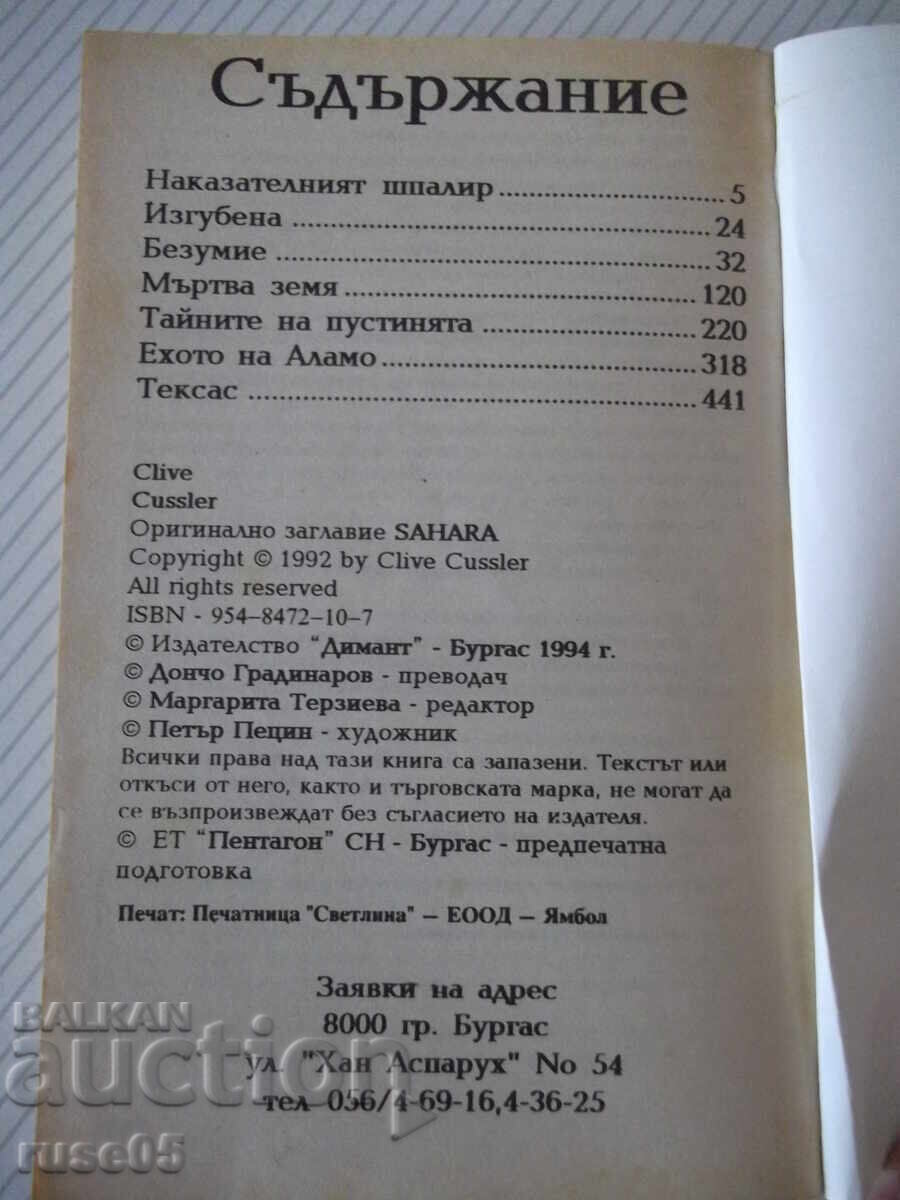 Съдържание
Наказателният шпалир 5
Изгубена 24
Безумие 32
Мъртва земя 120
Тайните на пустинята 220
Ехото на Аламо 318
Тексас 441
Clive
Cussler
Оригинално заглавие SAHARA
Copyright © 1992 by Clive Cussler
All rights reserved
ISBN - 954–8472–10–7
© Издателство "Димант" - Бургас 1994 г.
© Дончо Градинаров - преводач
© Маргарита Терзиева - редактор
© Петър Пецин - художник
Всички права над тази книга са запазени. Текстът или
откъси от него, както и търговската марка, не могат да
се възпроизвеждат без съгласието на издателя.
© ЕТ "Пентагон" СН - Бургас - предпечатна
подготовка
Печат: Печатница "Светлина" – ЕООД – Ямбол
Заявки на адрес
8000 гр. Бургас
ул. "Хан Аспарух" No 54
тел. 056/4-69-16,4-36-25
BALKAN
auction
ruse05